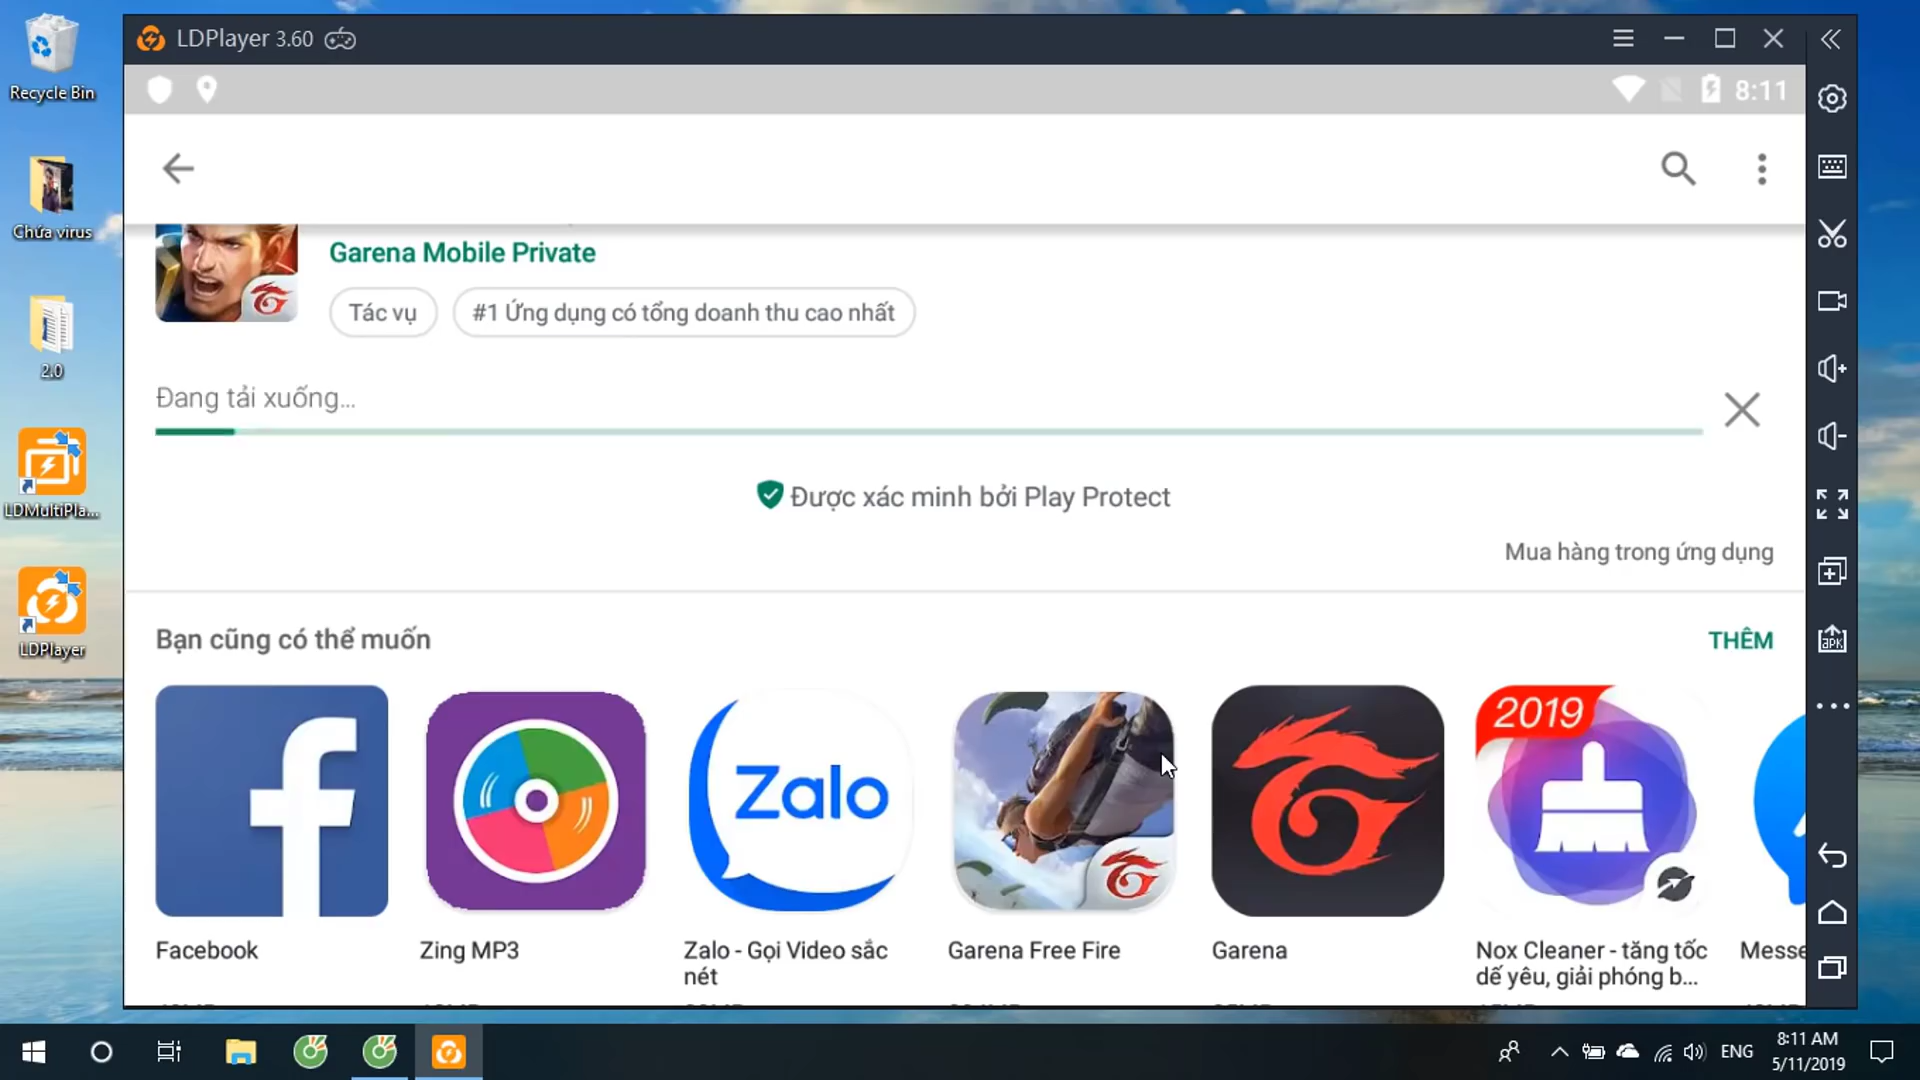 Recycle Bin
Chứa virus
2.0
LDMultiPla...
LDPlayer
LDPlayer 3.60
8:11
Garena Mobile Private
Tác vụ
#1 Ứng dụng có tổng doanh thu cao nhất
Đang tải xuống...
Được xác minh bởi Play Protect
Mua hàng trong ứng dụng
Bạn cũng có thể muốn
THÊM
Zalo
2019
Facebook
Zing MP3
Zalo - Gọi Video sắc
nét
Garena Free Fire
Garena
Nox Cleaner - tăng tốc
dế yêu, giải phóng b...
Messe
APK
ENG
8:11 AM
5/11/2019